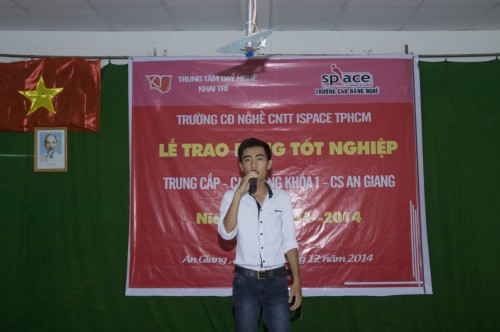 TRUNG TÂM DẠY NGHỀ
KHAI TRÍ
space
TRƯỜNG CAO ĐẲNG NGHỀ
TRƯỜNG CĐ NGHỀ CNTT ISPACE TPHCM
LỄ TRAO TỐT NGHIỆP
TRUNG CẤP - KHÓA 1 - CS AN GIANG
2014
An Giang, 12 năm 2014